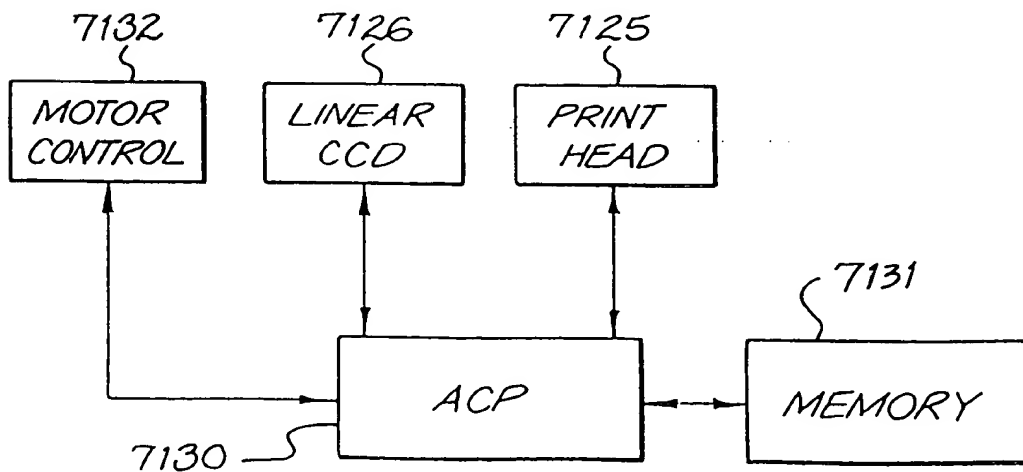 7132
7126
7125
MOTOR
CONTROL
LINEAR
CCD
PRINT
HEAD
7131
ACP
MEMORY
7130